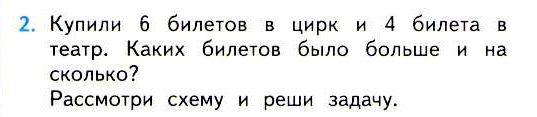 2. Купили 6 билетов в цирк и 4 билета в
театр. Каких билетов было больше и на
сколько?
Рассмотри схему и реши задачу.